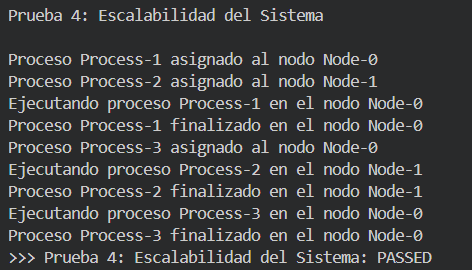 Prueba 4: Escalabilidad del Sistema
Proceso Process-1 asignado al nodo Node-0
Proceso Process-2 asignado al nodo Node-1
Ejecutando proceso Process-1 en el nodo Node-0
Proceso Process-1 finalizado en el nodo Node-0
Proceso Process-3 asignado al nodo Node-0
Ejecutando proceso Process-2 en el nodo Node-1
Proceso Process-2 finalizado en el nodo Node-1
Ejecutando proceso Process-3 en el nodo Node-0
Proceso Process-3 finalizado en el nodo Node-0
>>> Prueba 4: Escalabilidad del Sistema: PASSED